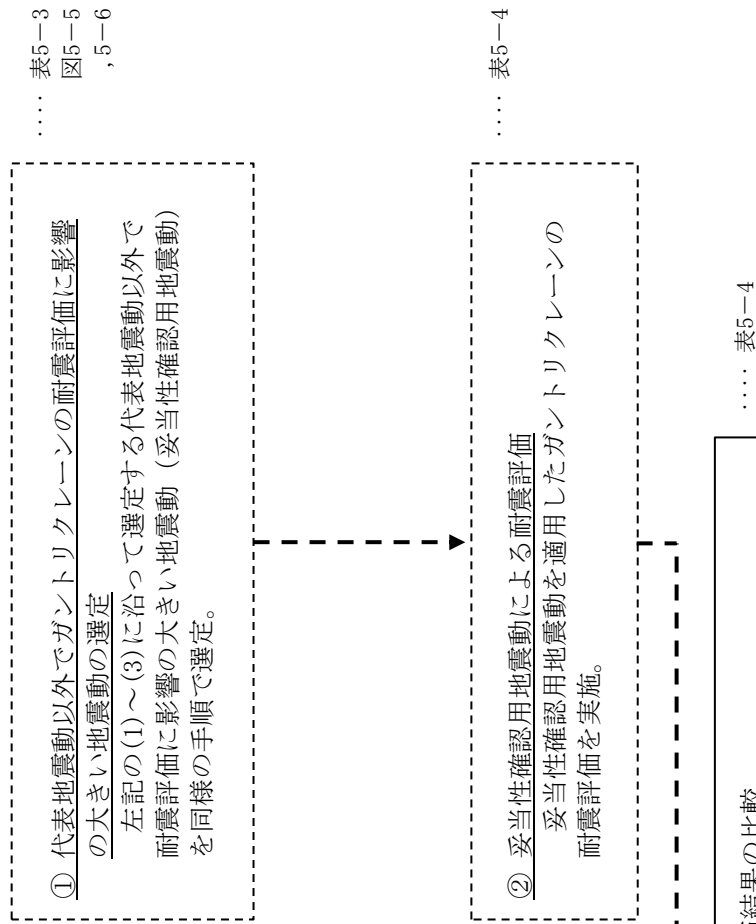 ① 代表地震動以外でガントリクレーンの耐震評価に影響
の大きい地震動の選定
左記の(1)～(3)に沿って選定する代表地震動以外で
耐震評価に影響の大きい地震動（妥当性確認用地震動）
を同様の手順で選定。
‥‥ 表5－3
図5－5
，5－6
② 妥当性確認用地震動による耐震評価
妥当性確認用地震動を適用したガントリクレーンの
耐震評価を実施。
‥‥ 表5－4
結果の比較
‥‥ 表5－4